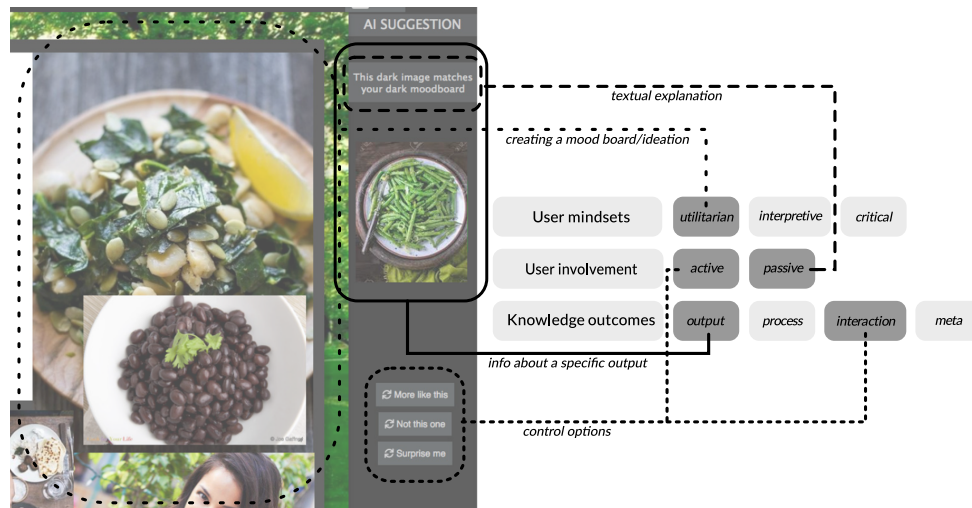 AI SUGGESTION
This dark image matches
your dark moodboard
textual explanation
creating a mood board/ideation
User mindsets
utilitarian
interpretive
critical
User involvement
active
passive
Knowledge outcomes
output
process
interaction
meta
info about a specific output
More like this
Not this one
Surprise me
control options